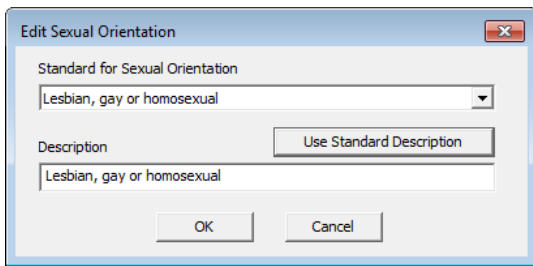 Edit Sexual Orientation
Standard for Sexual Orientation
Lesbian, gay or homosexual
Description
Use Standard Description
Lesbian, gay or homosexual
OK
Cancel